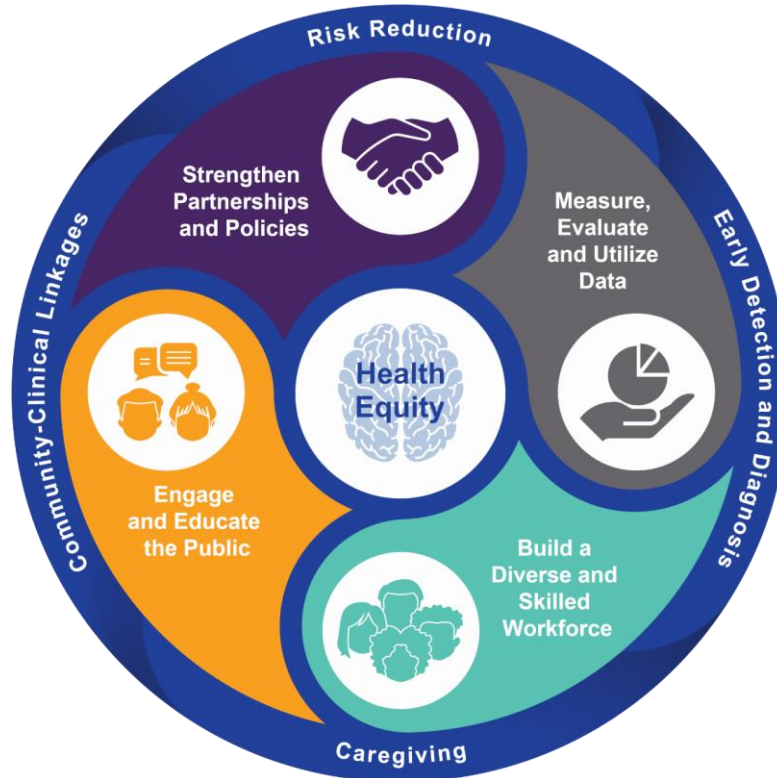 Risk Reduction
Strengthen
Partnerships
and Policies
Measure,
Evaluate
and Utilize
Data
Early Detection and Diagnosis
Community-Clinical Linkages
Health
Equity
Engage
and Educate
the Public
Build a
Diverse and
Skilled
Workforce
Caregiving